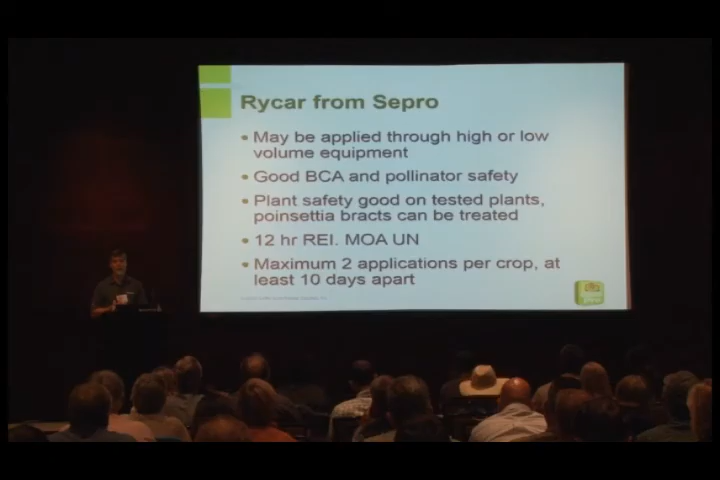 Rycar from Sepro
• May be applied through high or low
volume equipment
• Good BCA and pollinator safety
• Plant safety good on tested plants,
poinsettia bracts can be treated
• 12 hr REI. MOA UN
• Maximum 2 applications per crop, at
least 10 days apart